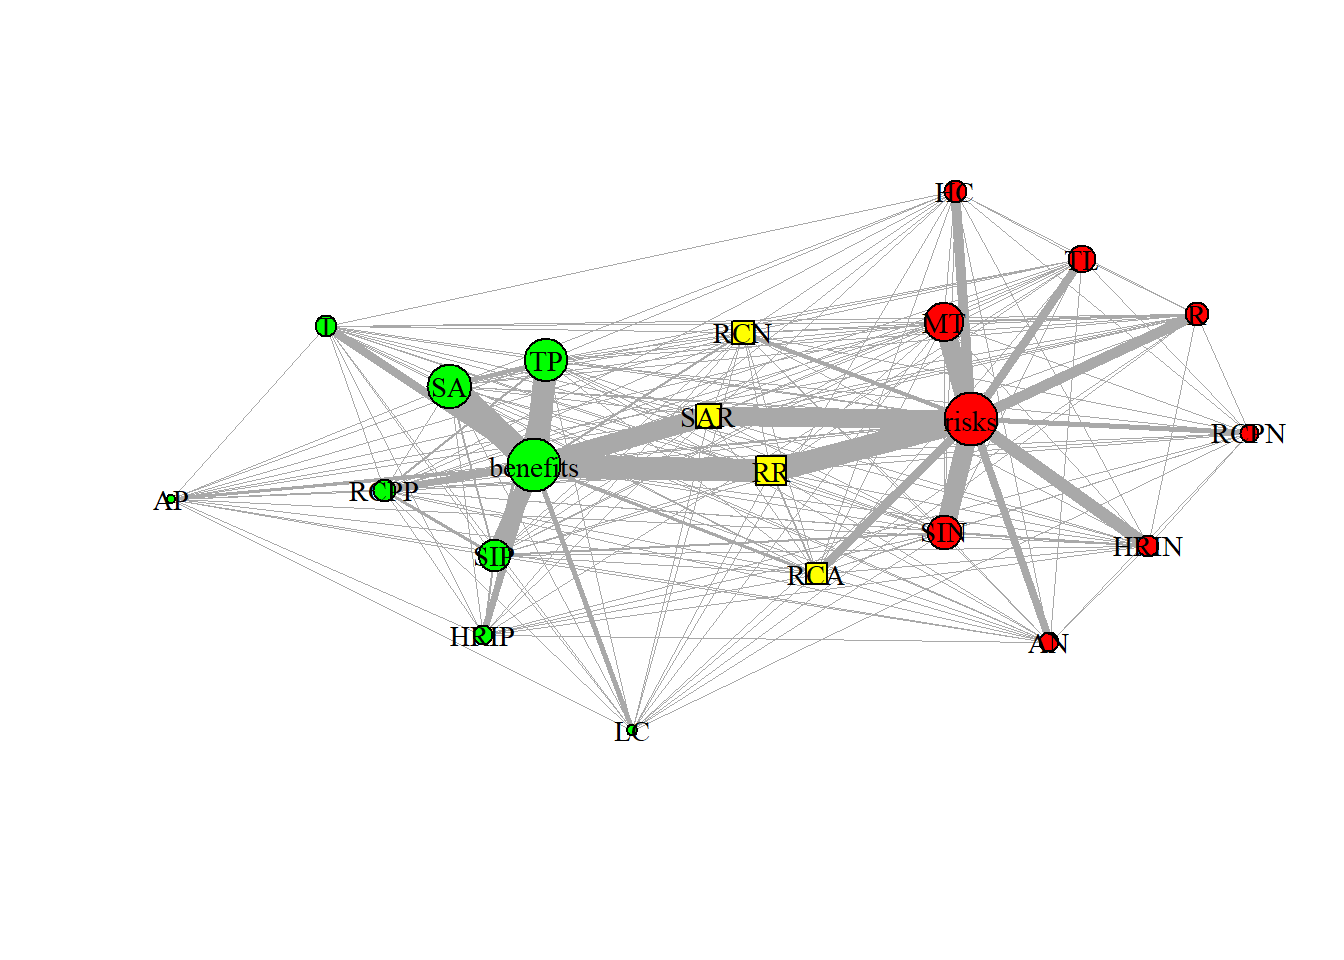 HC
TL
R
I
MT
RCN
TP
SA
SAR
risks
RCPN
benefits
RR
RCPP
AP
SIN
HRIN
SIP
RCA
HRIP
AN
LC